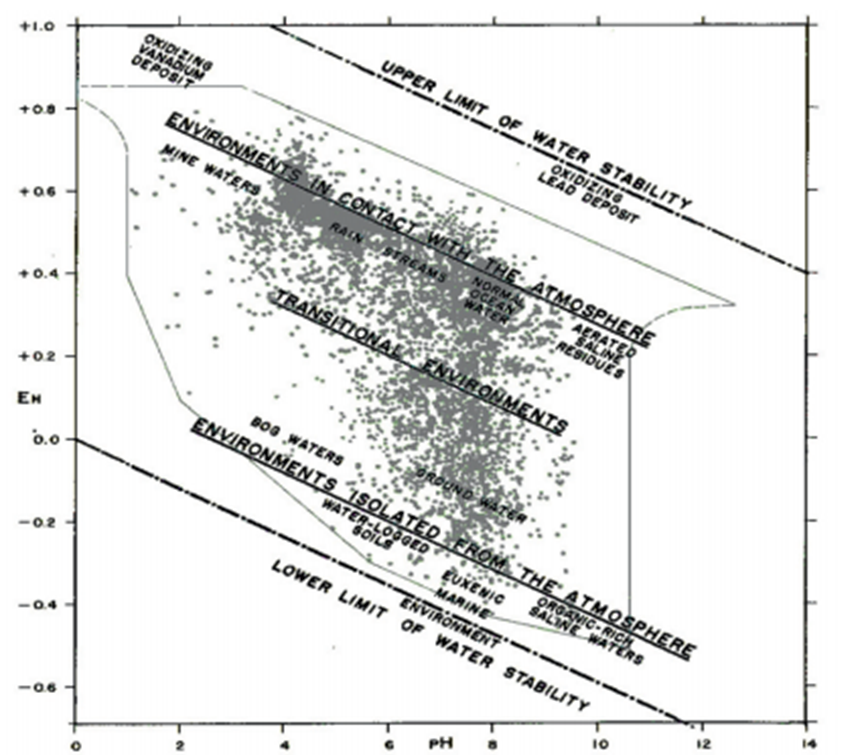 +1.0
+0.8
+0.6
+0.4
+0.2
EH
0.0
−0.2
−0.4
−0.6
OXIDIZING
VANADIUM
DEPOSIT
UPPER LIMIT OF WATER STABILITY
OXIDIZING
LEAD DEPOSIT
ENVIRONMENTS IN CONTACT WITH THE ATMOSPHERE
MINE WATERS
RAIN STREAMS
NORMAL
OCEAN
WATER
AERATED
SALINE
RESIDUES
TRANSITIONAL ENVIRONMENTS
BOG WATERS
ENVIRONMENTS ISOLATED FROM THE ATMOSPHERE
GROUND WATER
WATER-LOGGED
SOILS
EUXENIC
MARINE
ENVIRONMENT
ORGANIC-RICH
SALINE WATERS
LOWER LIMIT OF WATER STABILITY
0 2 4 6 pH 8 10 12 14